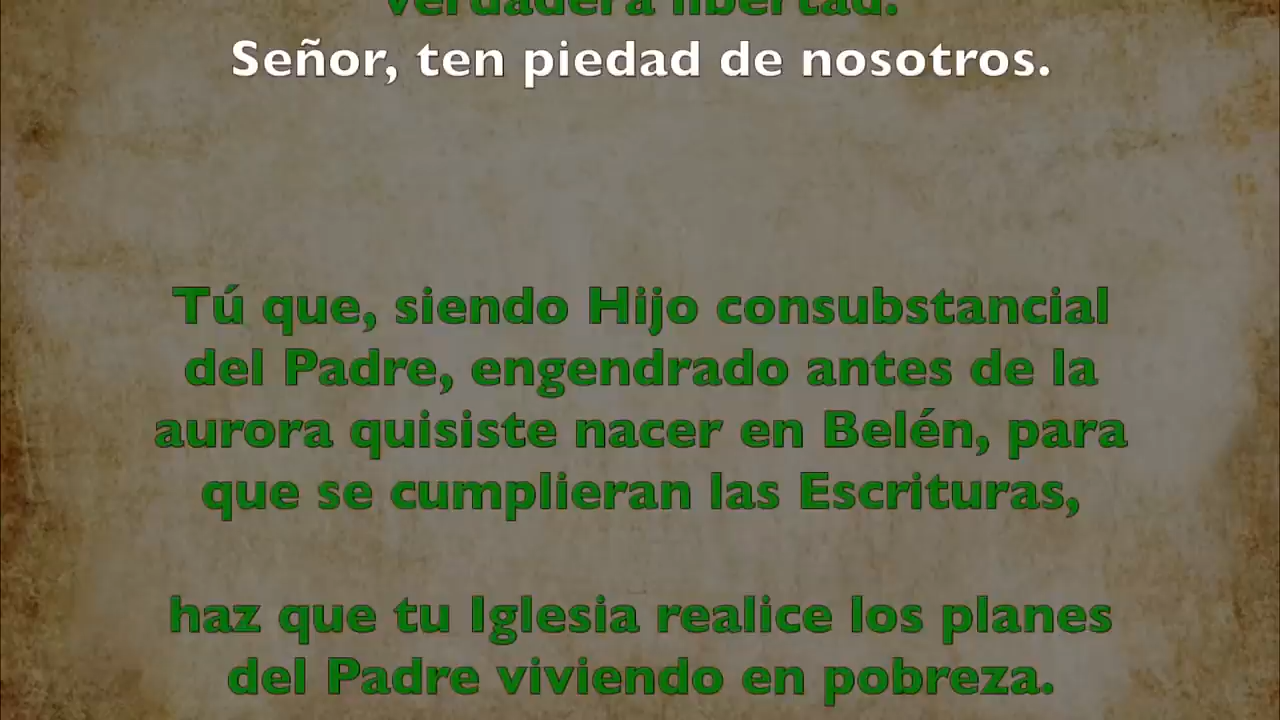 verdadera libertad.
Señor, ten piedad de nosotros.
Tú que, siendo Hijo consubstancial
del Padre, engendrado antes de la
aurora quisiste nacer en Belén, para
que se cumplieran las Escrituras,
haz que tu Iglesia realice los planes
del Padre viviendo en pobreza.